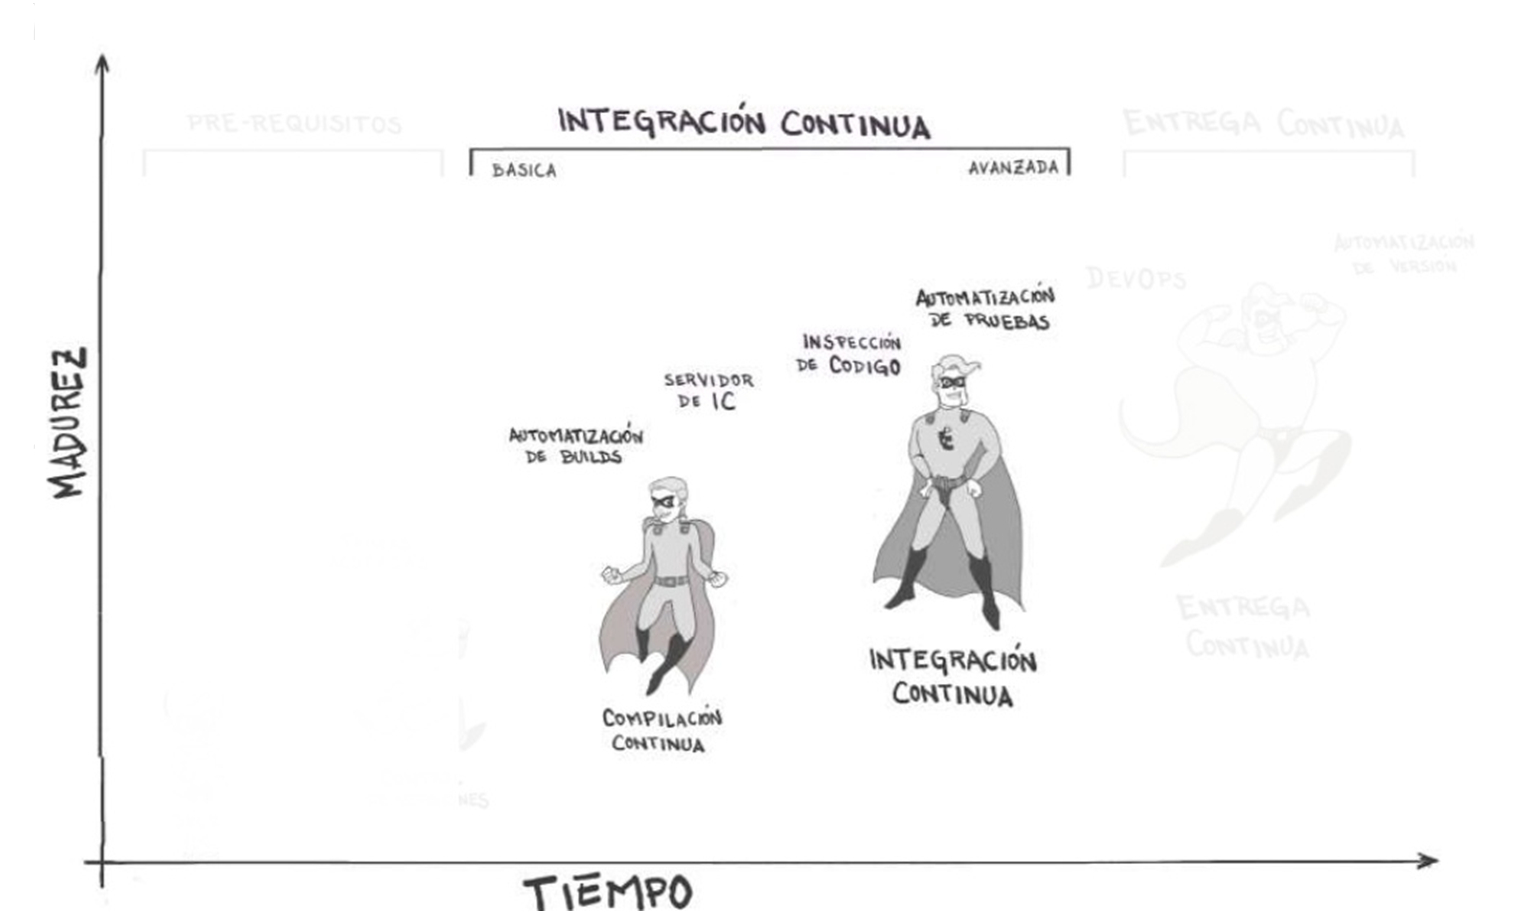 PRE-REQUISITOS
INTEGRACIÓN CONTINUA
ENTREGA CONTINUA
BASICA
AVANZADA
AUTOMATIZACIÓN
DE VERSIÓN
DEVOPS
AUTOMATIZACIÓN
DE PRUEBAS
INSPECCIÓN
DE CODIGO
SERVIDOR
DE IC
AUTOMATIZACIÓN
DE BUILDS
MADUREZ
ENTREGA
CONTINUA
INTEGRACIÓN
CONTINUA
COMPILACIÓN
CONTINUA
TIEMPO